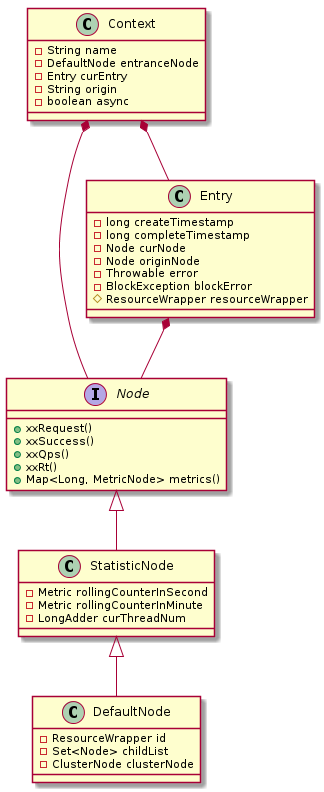 C Context
String name
DefaultNode entranceNode
Entry curEntry
String origin
boolean async
C Entry
long createTimestamp
long completeTimestamp
Node curNode
Node originNode
Throwable error
BlockException blockError
ResourceWrapper resourceWrapper
I Node
xxRequest()
xxSuccess()
xxQps()
xxRt()
Map<Long, MetricNode> metrics()
C StatisticNode
Metric rollingCounterInSecond
Metric rollingCounterInMinute
LongAdder curThreadNum
C DefaultNode
ResourceWrapper id
Set<Node> childList
ClusterNode clusterNode